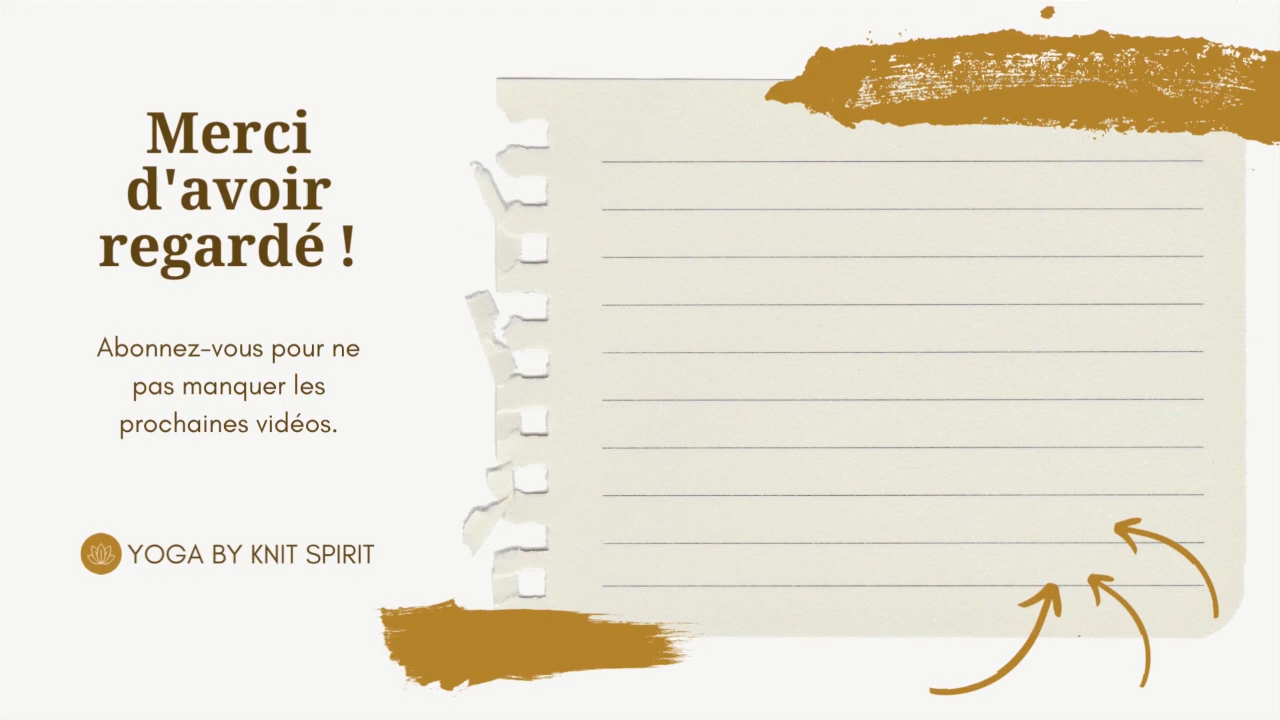 Merci
d'avoir
regardé !
Abonnez-vous pour ne
pas manquer les
prochaines vidéos.
YOGA BY KNIT SPIRIT